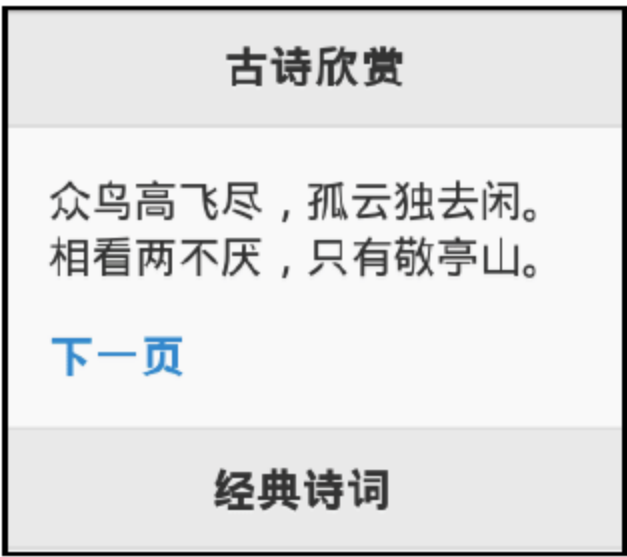 古诗欣赏
众鸟高飞尽，孤云独去闲。
相看两不厌，只有敬亭山。
下一页
经典诗词